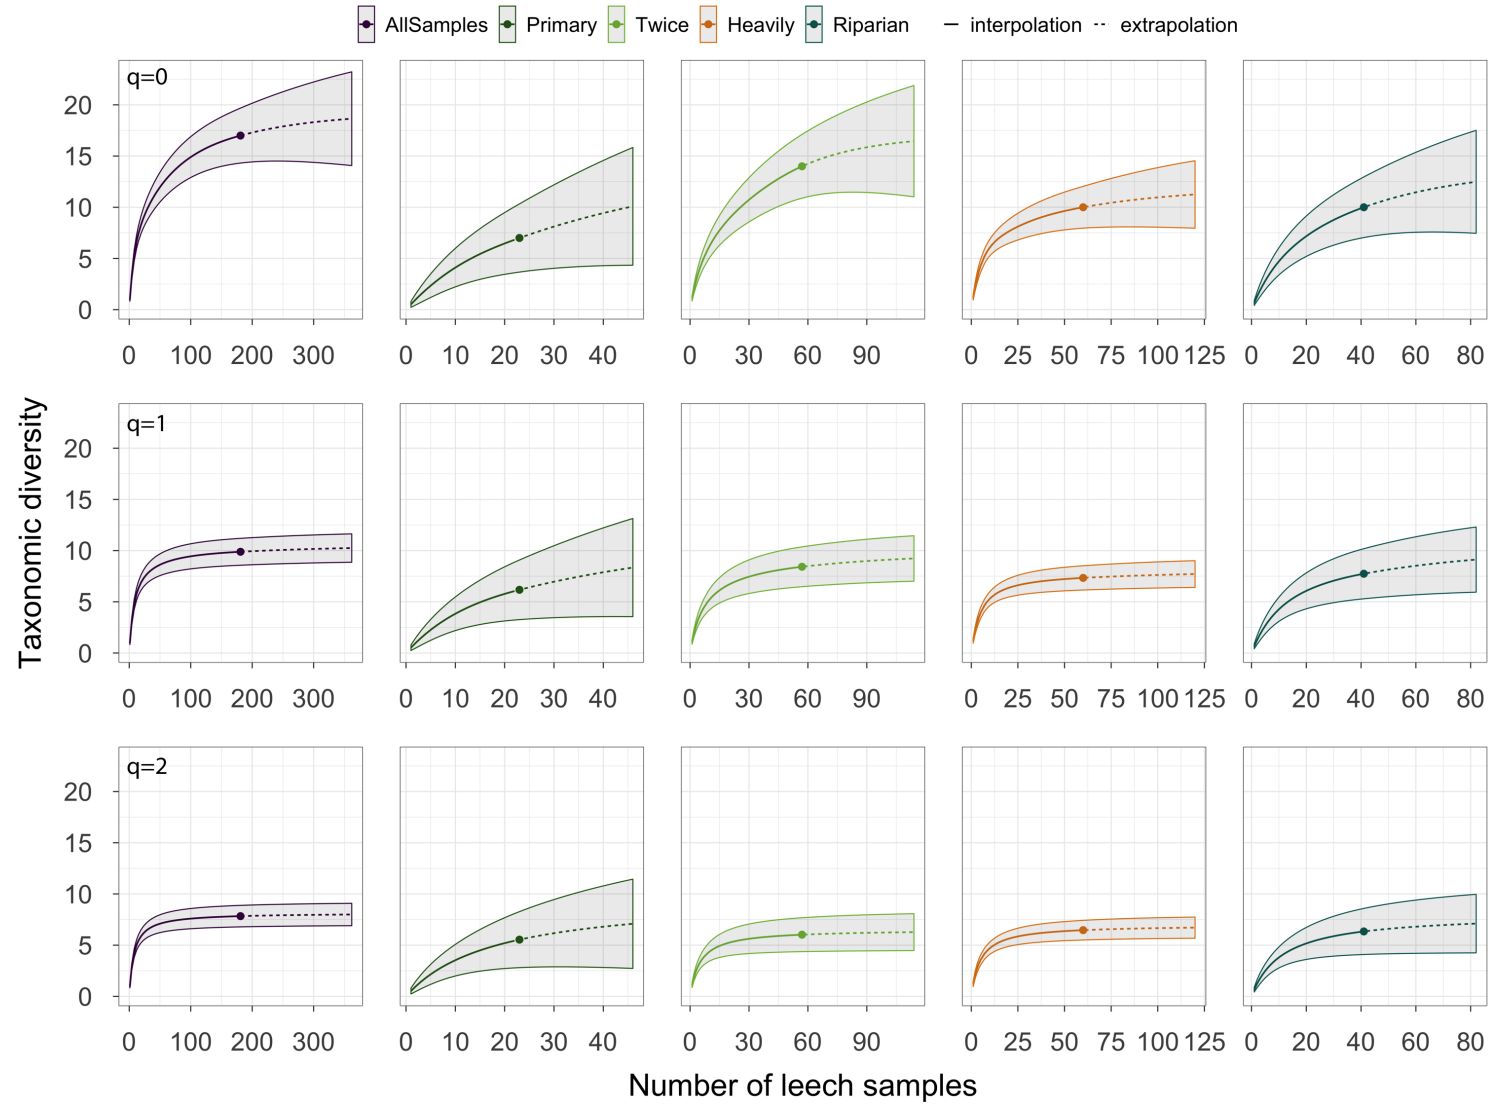 AllSamples Primary Twice Heavily Riparian interpolation extrapolation
q=0
20
15
10
5
0
0 100 200 300 0 10 20 30 40 0 30 60 90 0 25 50 75 100 125 0 20 40 60 80
q=1
20
15
10
5
0
0 100 200 300 0 10 20 30 40 0 30 60 90 0 25 50 75 100 125 0 20 40 60 80
q=2
20
15
10
5
0
0 100 200 300 0 10 20 30 40 0 30 60 90 0 25 50 75 100 125 0 20 40 60 80
Taxonomic diversity
Number of leech samples